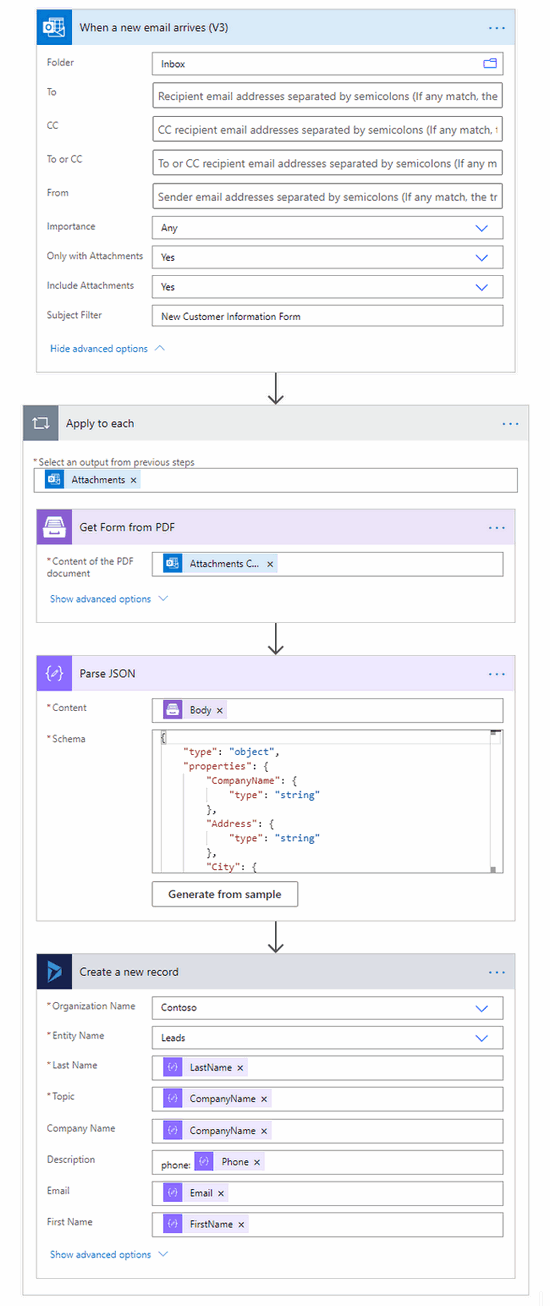 When a new email arrives (V3)
Folder
Inbox
To
Recipient email addresses separated by semicolons (If any match, the
CC
CC recipient email addresses separated by semicolons (If any match,
To or CC
To or CC recipient email addresses separated by semicolons (If any m
From
Sender email addresses separated by semicolons (If any match, the tr
Importance
Any
Only with Attachments
Yes
Include Attachments
Yes
Subject Filter
New Customer Information Form
Hide advanced options
Apply to each
*Select an output from previous steps
Attachments ×
Get Form from PDF
*Content of the PDF
document
Attachments C... ×
Show advanced options
Parse JSON
*Content
Body ×
*Schema
{
"type": "object",
"properties": {
"CompanyName": {
"type": "string"
},
"Address": {
"type": "string"
},
"City": {
Generate from sample
Create a new record
*Organization Name
Contoso
*Entity Name
Leads
*Last Name
LastName ×
*Topic
CompanyName ×
Company Name
CompanyName ×
Description
phone: Phone ×
Email
Email ×
First Name
FirstName ×
Show advanced options